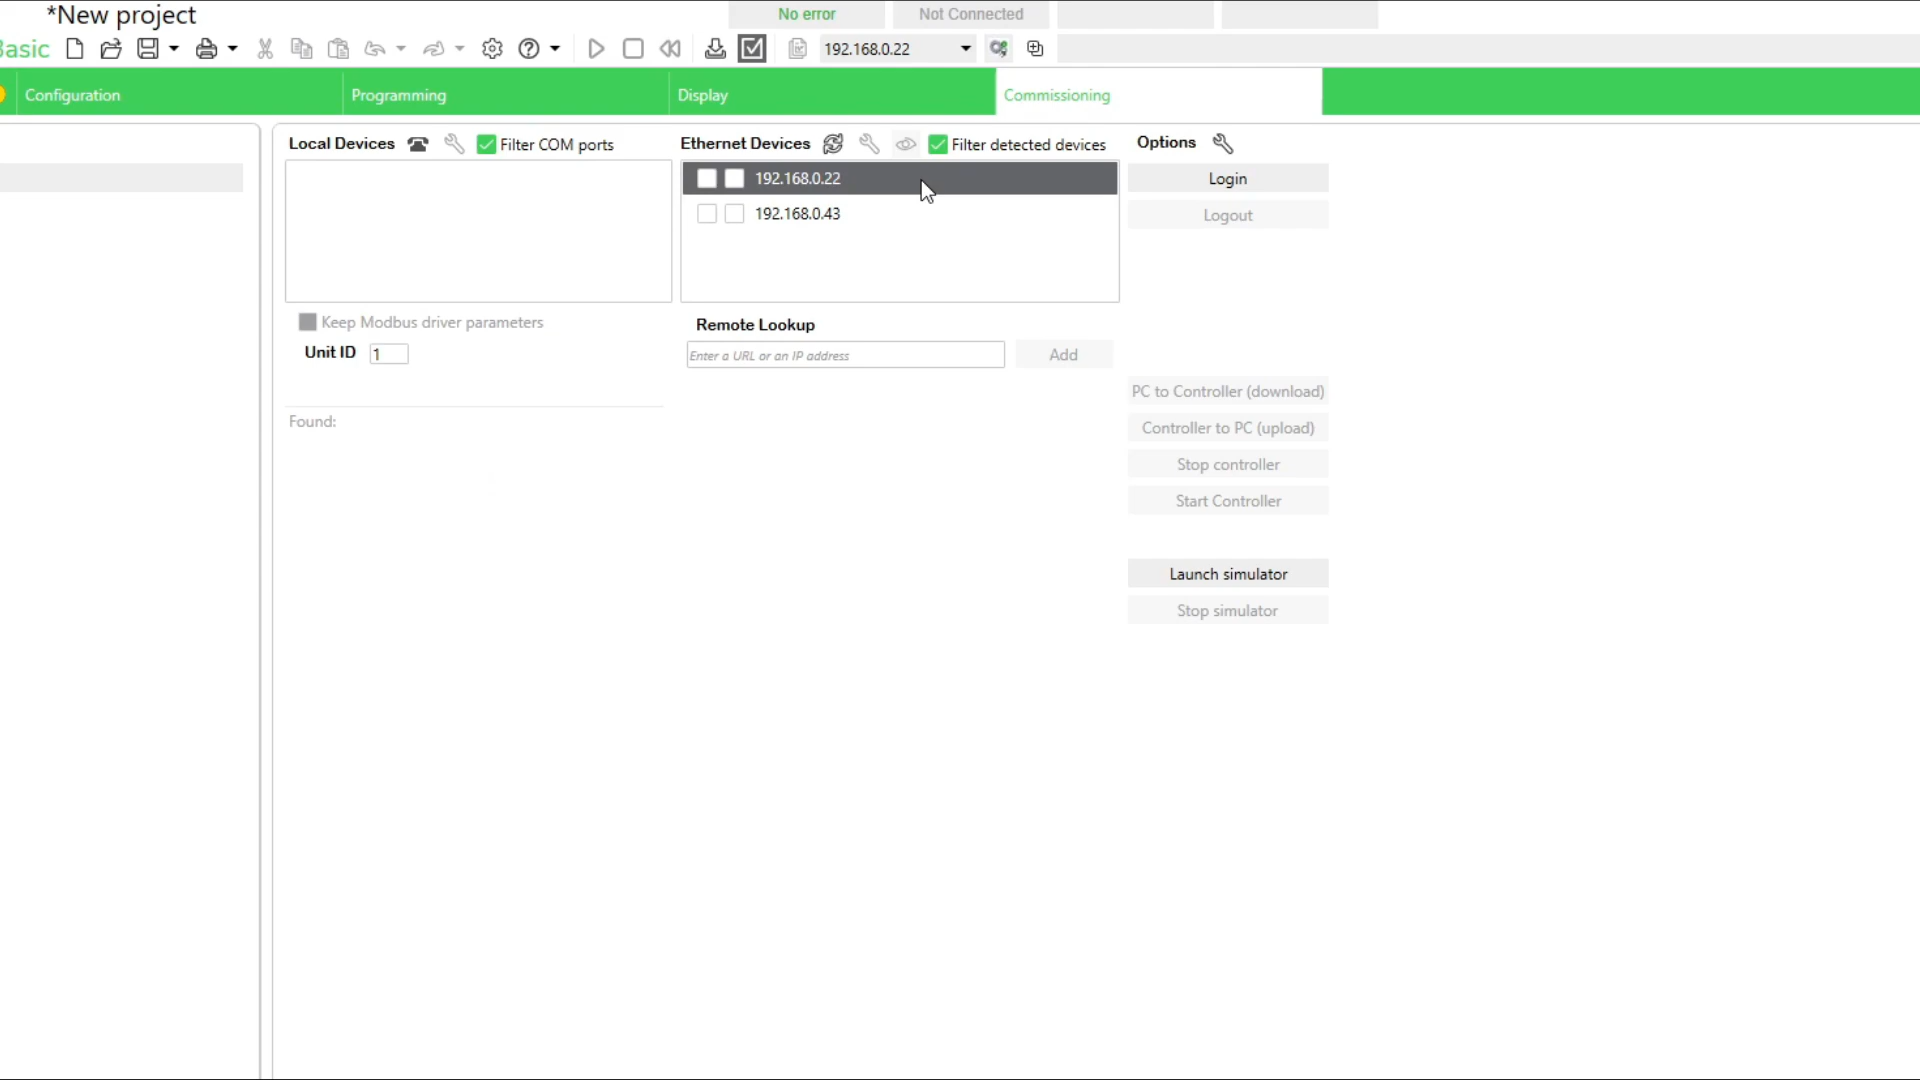 *New project
No error
Not Connected
Basic
192.168.0.22
Configuration
Programming
Display
Commissioning
Local Devices
Filter COM ports
Ethernet Devices
Filter detected devices
Options
192.168.0.22
Login
192.168.0.43
Logout
Keep Modbus driver parameters
Remote Lookup
Unit ID 1
Enter a URL or an IP address
Add
PC to Controller (download)
Found:
Controller to PC (upload)
Stop controller
Start Controller
Launch simulator
Stop simulator